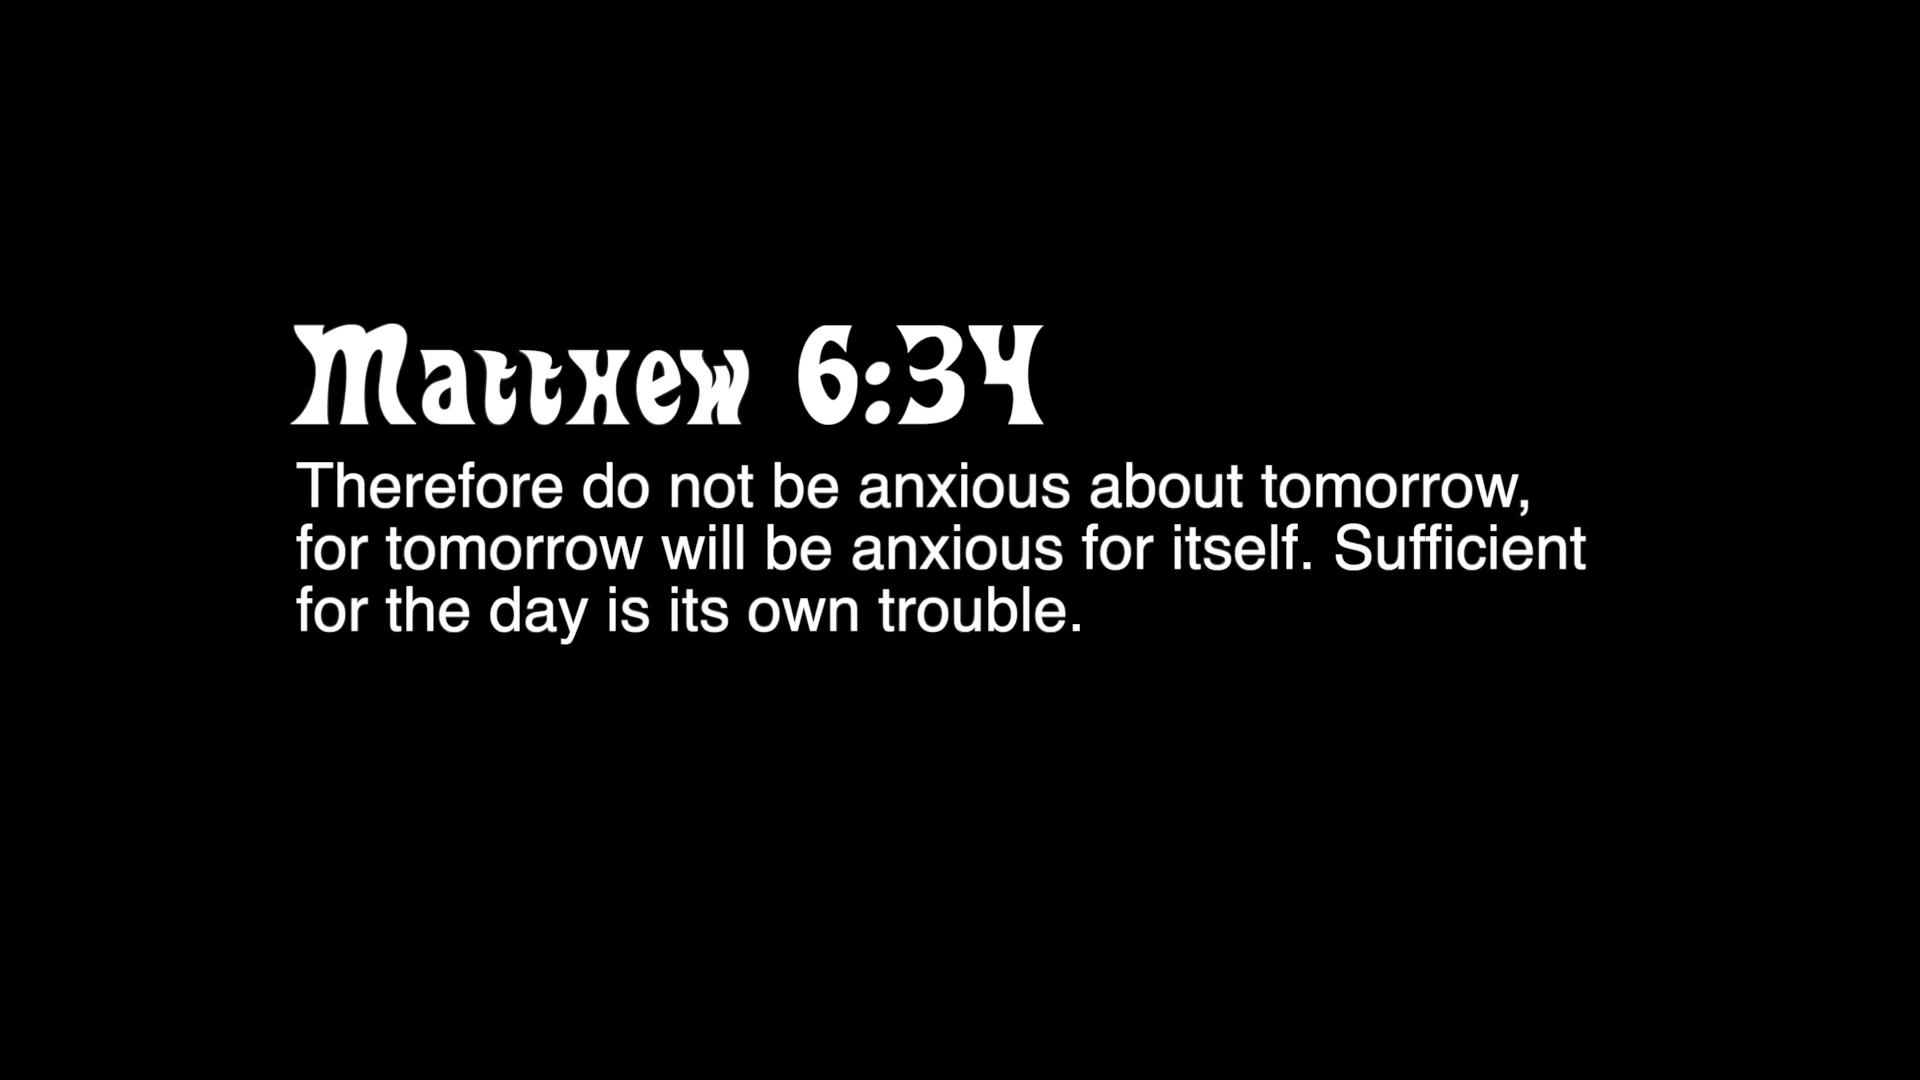 Matthew 6:34
Therefore do not be anxious about tomorrow,
for tomorrow will be anxious for itself. Sufficient
for the day is its own trouble.